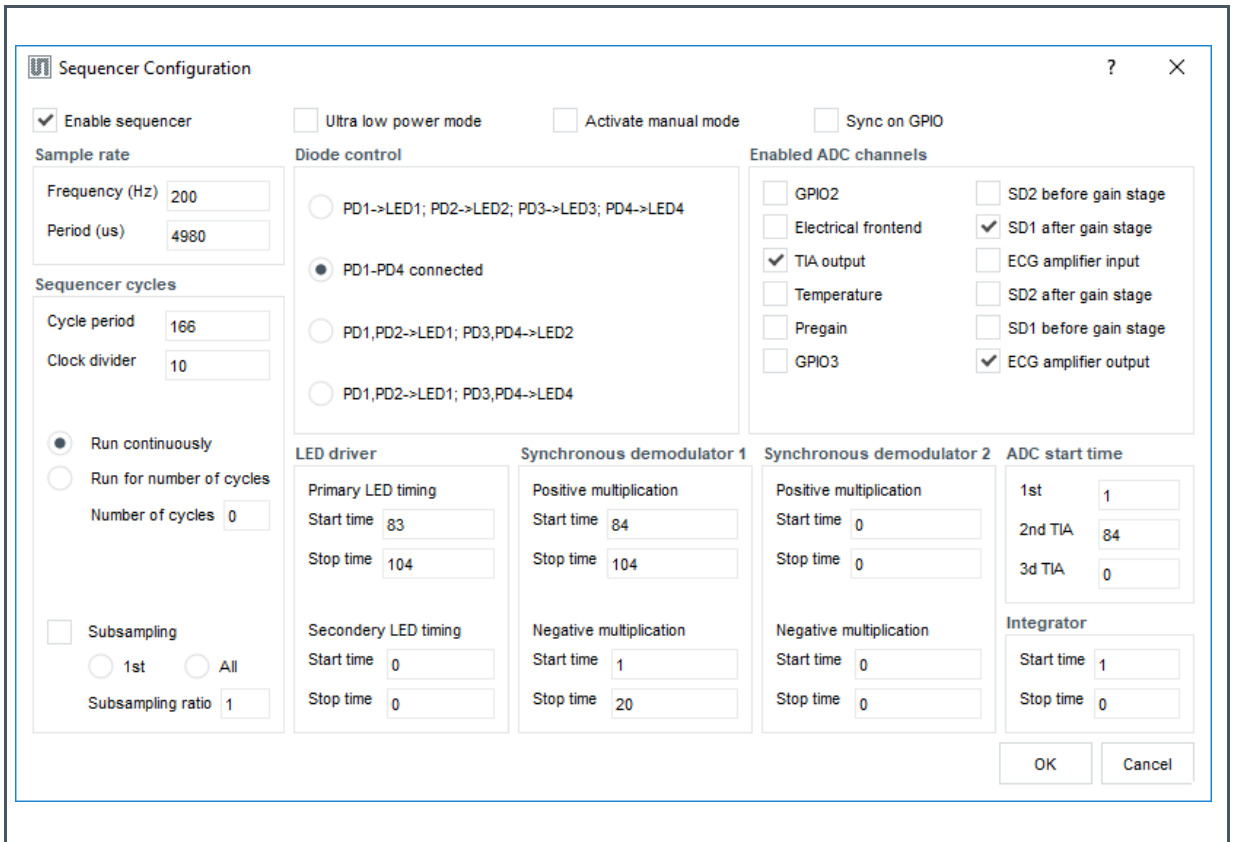 Sequencer Configuration ?
Enable sequencer Ultra low power mode Activate manual mode Sync on GPIO
Sample rate
Frequency (Hz) 200
Period (us) 4980
Sequencer cycles
Cycle period 166
Clock divider 10
Run continuously
Run for number of cycles
Number of cycles 0
Subsampling
1st All
Subsampling ratio 1
Diode control
PD1->LED1; PD2->LED2; PD3->LED3; PD4->LED4
PD1-PD4 connected
PD1,PD2->LED1; PD3,PD4->LED2
PD1,PD2->LED1; PD3,PD4->LED4
Enabled ADC channels
GPIO2 SD2 before gain stage
Electrical frontend SD1 after gain stage
TIA output ECG amplifier input
Temperature SD2 after gain stage
Pregain SD1 before gain stage
GPIO3 ECG amplifier output
LED driver
Primary LED timing
Start time 83
Stop time 104
Secondery LED timing
Start time 0
Stop time 0
Synchronous demodulator 1
Positive multiplication
Start time 84
Stop time 104
Negative multiplication
Start time 1
Stop time 20
Synchronous demodulator 2
Positive multiplication
Start time 0
Stop time 0
Negative multiplication
Start time 0
Stop time 0
ADC start time
1st 1
2nd TIA 84
3d TIA 0
Integrator
Start time 1
Stop time 0
OK Cancel